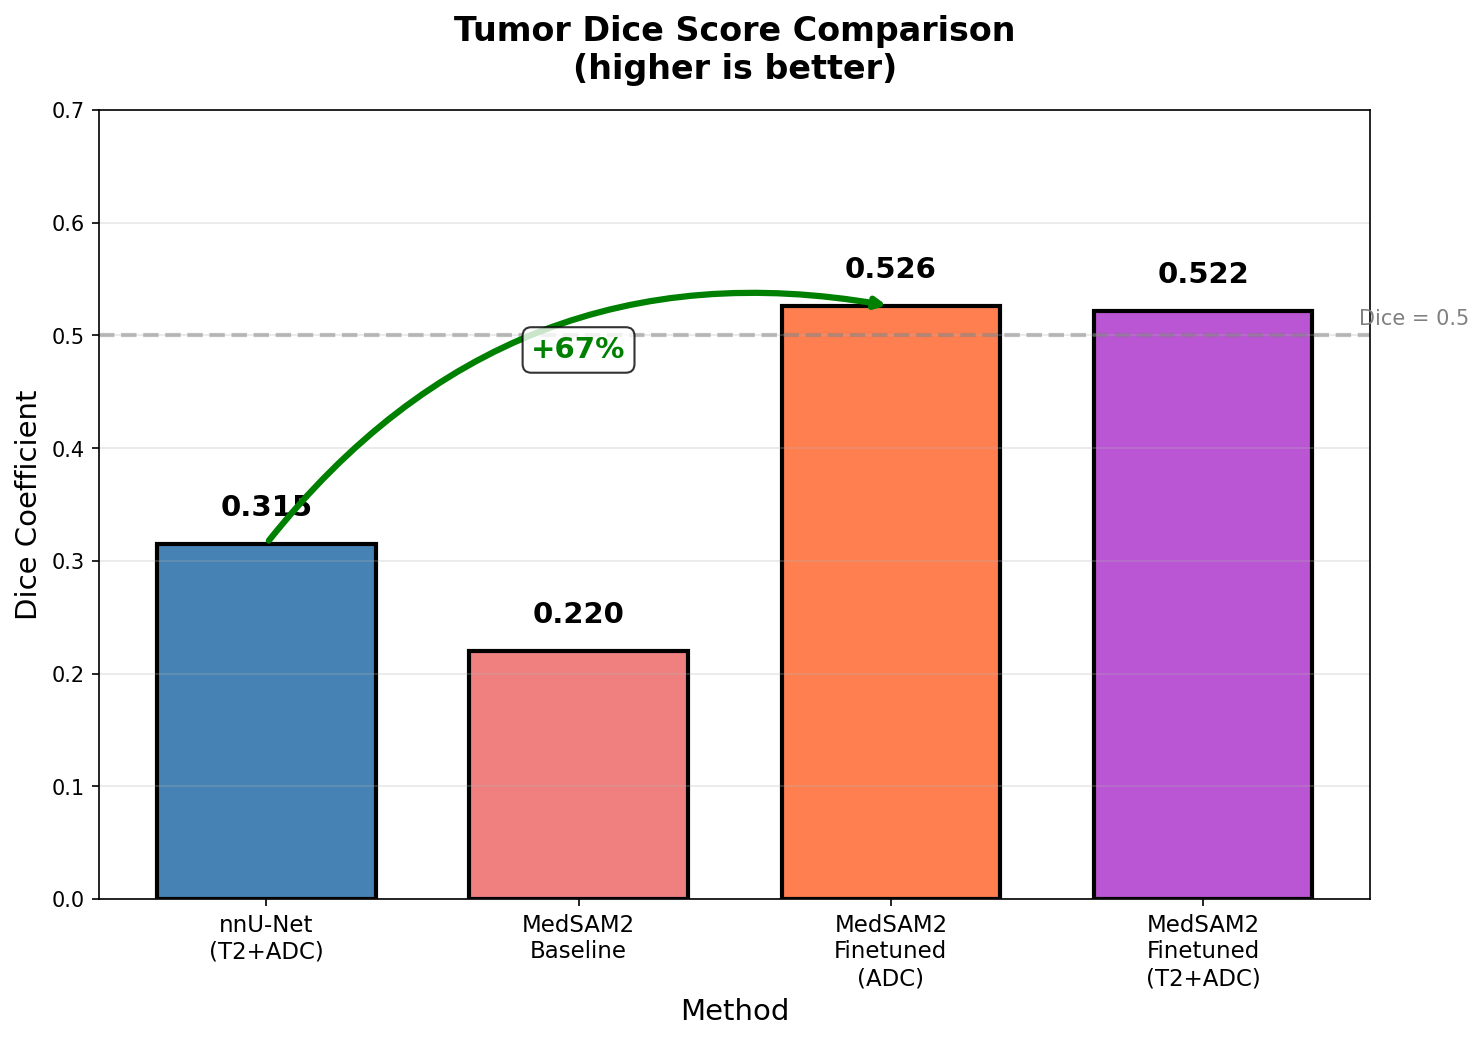 Tumor Dice Score Comparison
(higher is better)
0.7
0.6
0.5
0.4
0.3
0.2
0.1
0.0
Dice Coefficient
0.315
0.220
0.526
0.522
+67%
Dice = 0.5
nnU-Net
(T2+ADC)
MedSAM2
Baseline
MedSAM2
Finetuned
(ADC)
MedSAM2
Finetuned
(T2+ADC)
Method